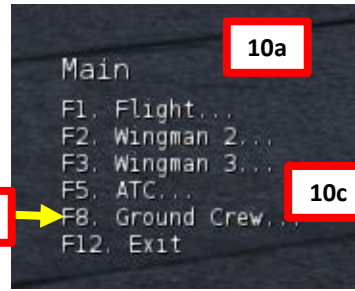 10a
Main
F1. Flight...
F2. Wingman 2...
F3. Wingman 3...
F5. ATC...
10c
F8. Ground Crew...
F12. Exit